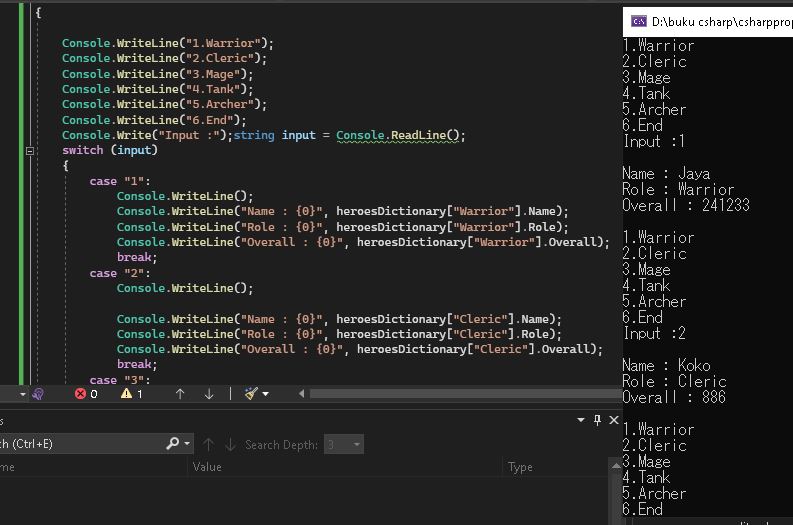 {
Console.WriteLine("1.Warrior");
Console.WriteLine("2.Cleric");
Console.WriteLine("3.Mage");
Console.WriteLine("4.Tank");
Console.WriteLine("5.Archer");
Console.WriteLine("6.End");
Console.Write("Input :");string input = Console.ReadLine();
switch (input)
{
case "1":
Console.WriteLine();
Console.WriteLine("Name : {0}", heroesDictionary["Warrior"].Name);
Console.WriteLine("Role : {0}", heroesDictionary["Warrior"].Role);
Console.WriteLine("Overall : {0}", heroesDictionary["Warrior"].Overall);
break;
case "2":
Console.WriteLine();
Console.WriteLine("Name : {0}", heroesDictionary["Cleric"].Name);
Console.WriteLine("Role : {0}", heroesDictionary["Cleric"].Role);
Console.WriteLine("Overall : {0}", heroesDictionary["Cleric"].Overall);
break;
case "3":
0 1
(Ctrl+E) Search Depth: 3
Value Type
D:\buku csharp\csharpprop
1.Warrior
2.Cleric
3.Mage
4.Tank
5.Archer
6.End
Input :1
Name : Jaya
Role : Warrior
Overall : 241233
1.Warrior
2.Cleric
3.Mage
4.Tank
5.Archer
6.End
Input :2
Name : Koko
Role : Cleric
Overall : 886
1.Warrior
2.Cleric
3.Mage
4.Tank
5.Archer
6.End